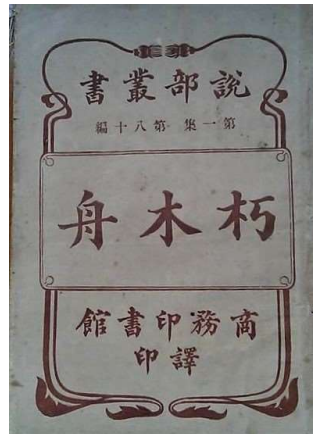 說部叢書
第一集 第八十編
朽木舟
商務印書館
譯印